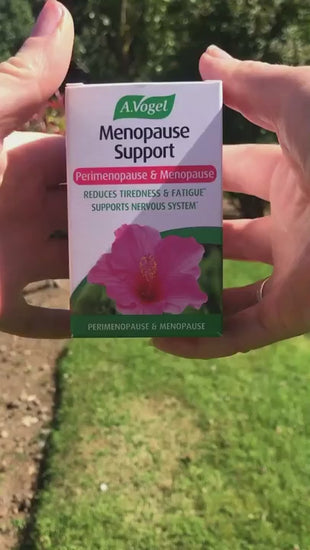 A.Vogel
Menopause
Support
Perimenopause & Menopause
REDUCES TIREDNESS & FATIGUE*
SUPPORTS NERVOUS SYSTEM*
PERIMENOPAUSE & MENOPAUSE